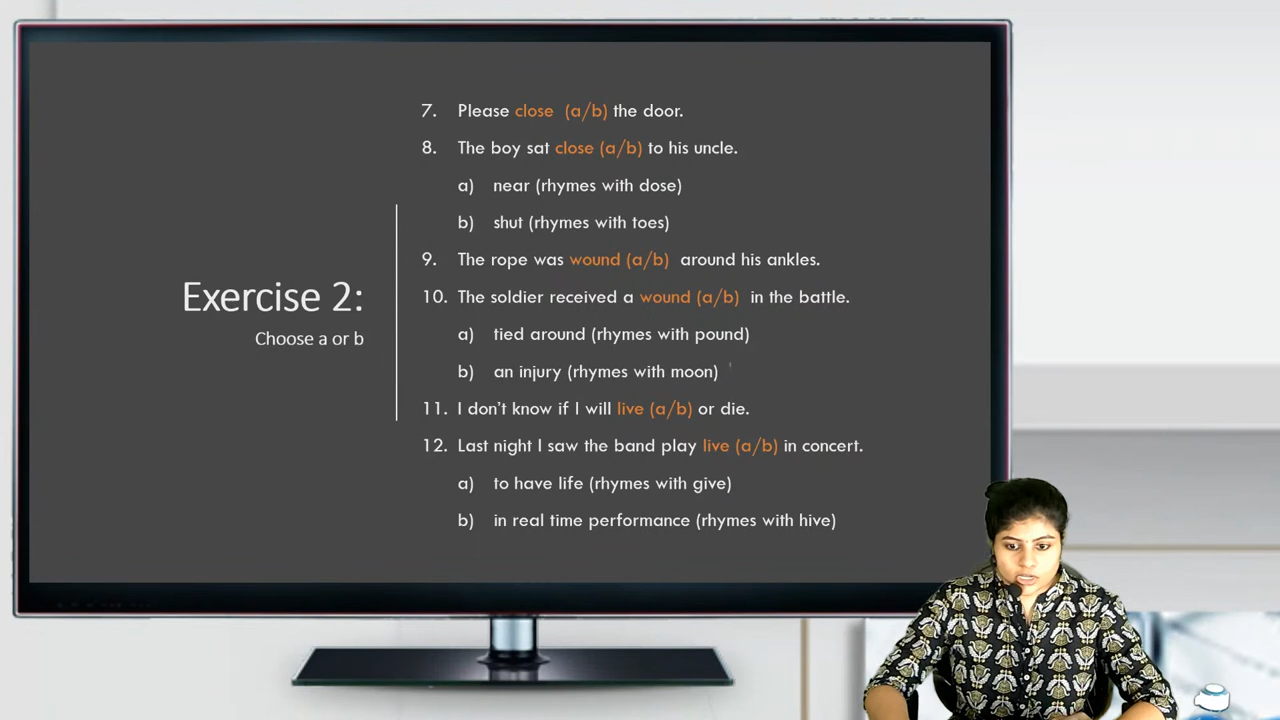 Exercise 2:
Choose a or b
7. Please close (a/b) the door.
8. The boy sat close (a/b) to his uncle.
a) near (rhymes with dose)
b) shut (rhymes with toes)
9. The rope was wound (a/b) around his ankles.
10. The soldier received a wound (a/b) in the battle.
a) tied around (rhymes with pound)
b) an injury (rhymes with moon)
11. I don't know if I will live (a/b) or die.
12. Last night I saw the band play live (a/b) in concert.
a) to have life (rhymes with give)
b) in real time performance (rhymes with hive)